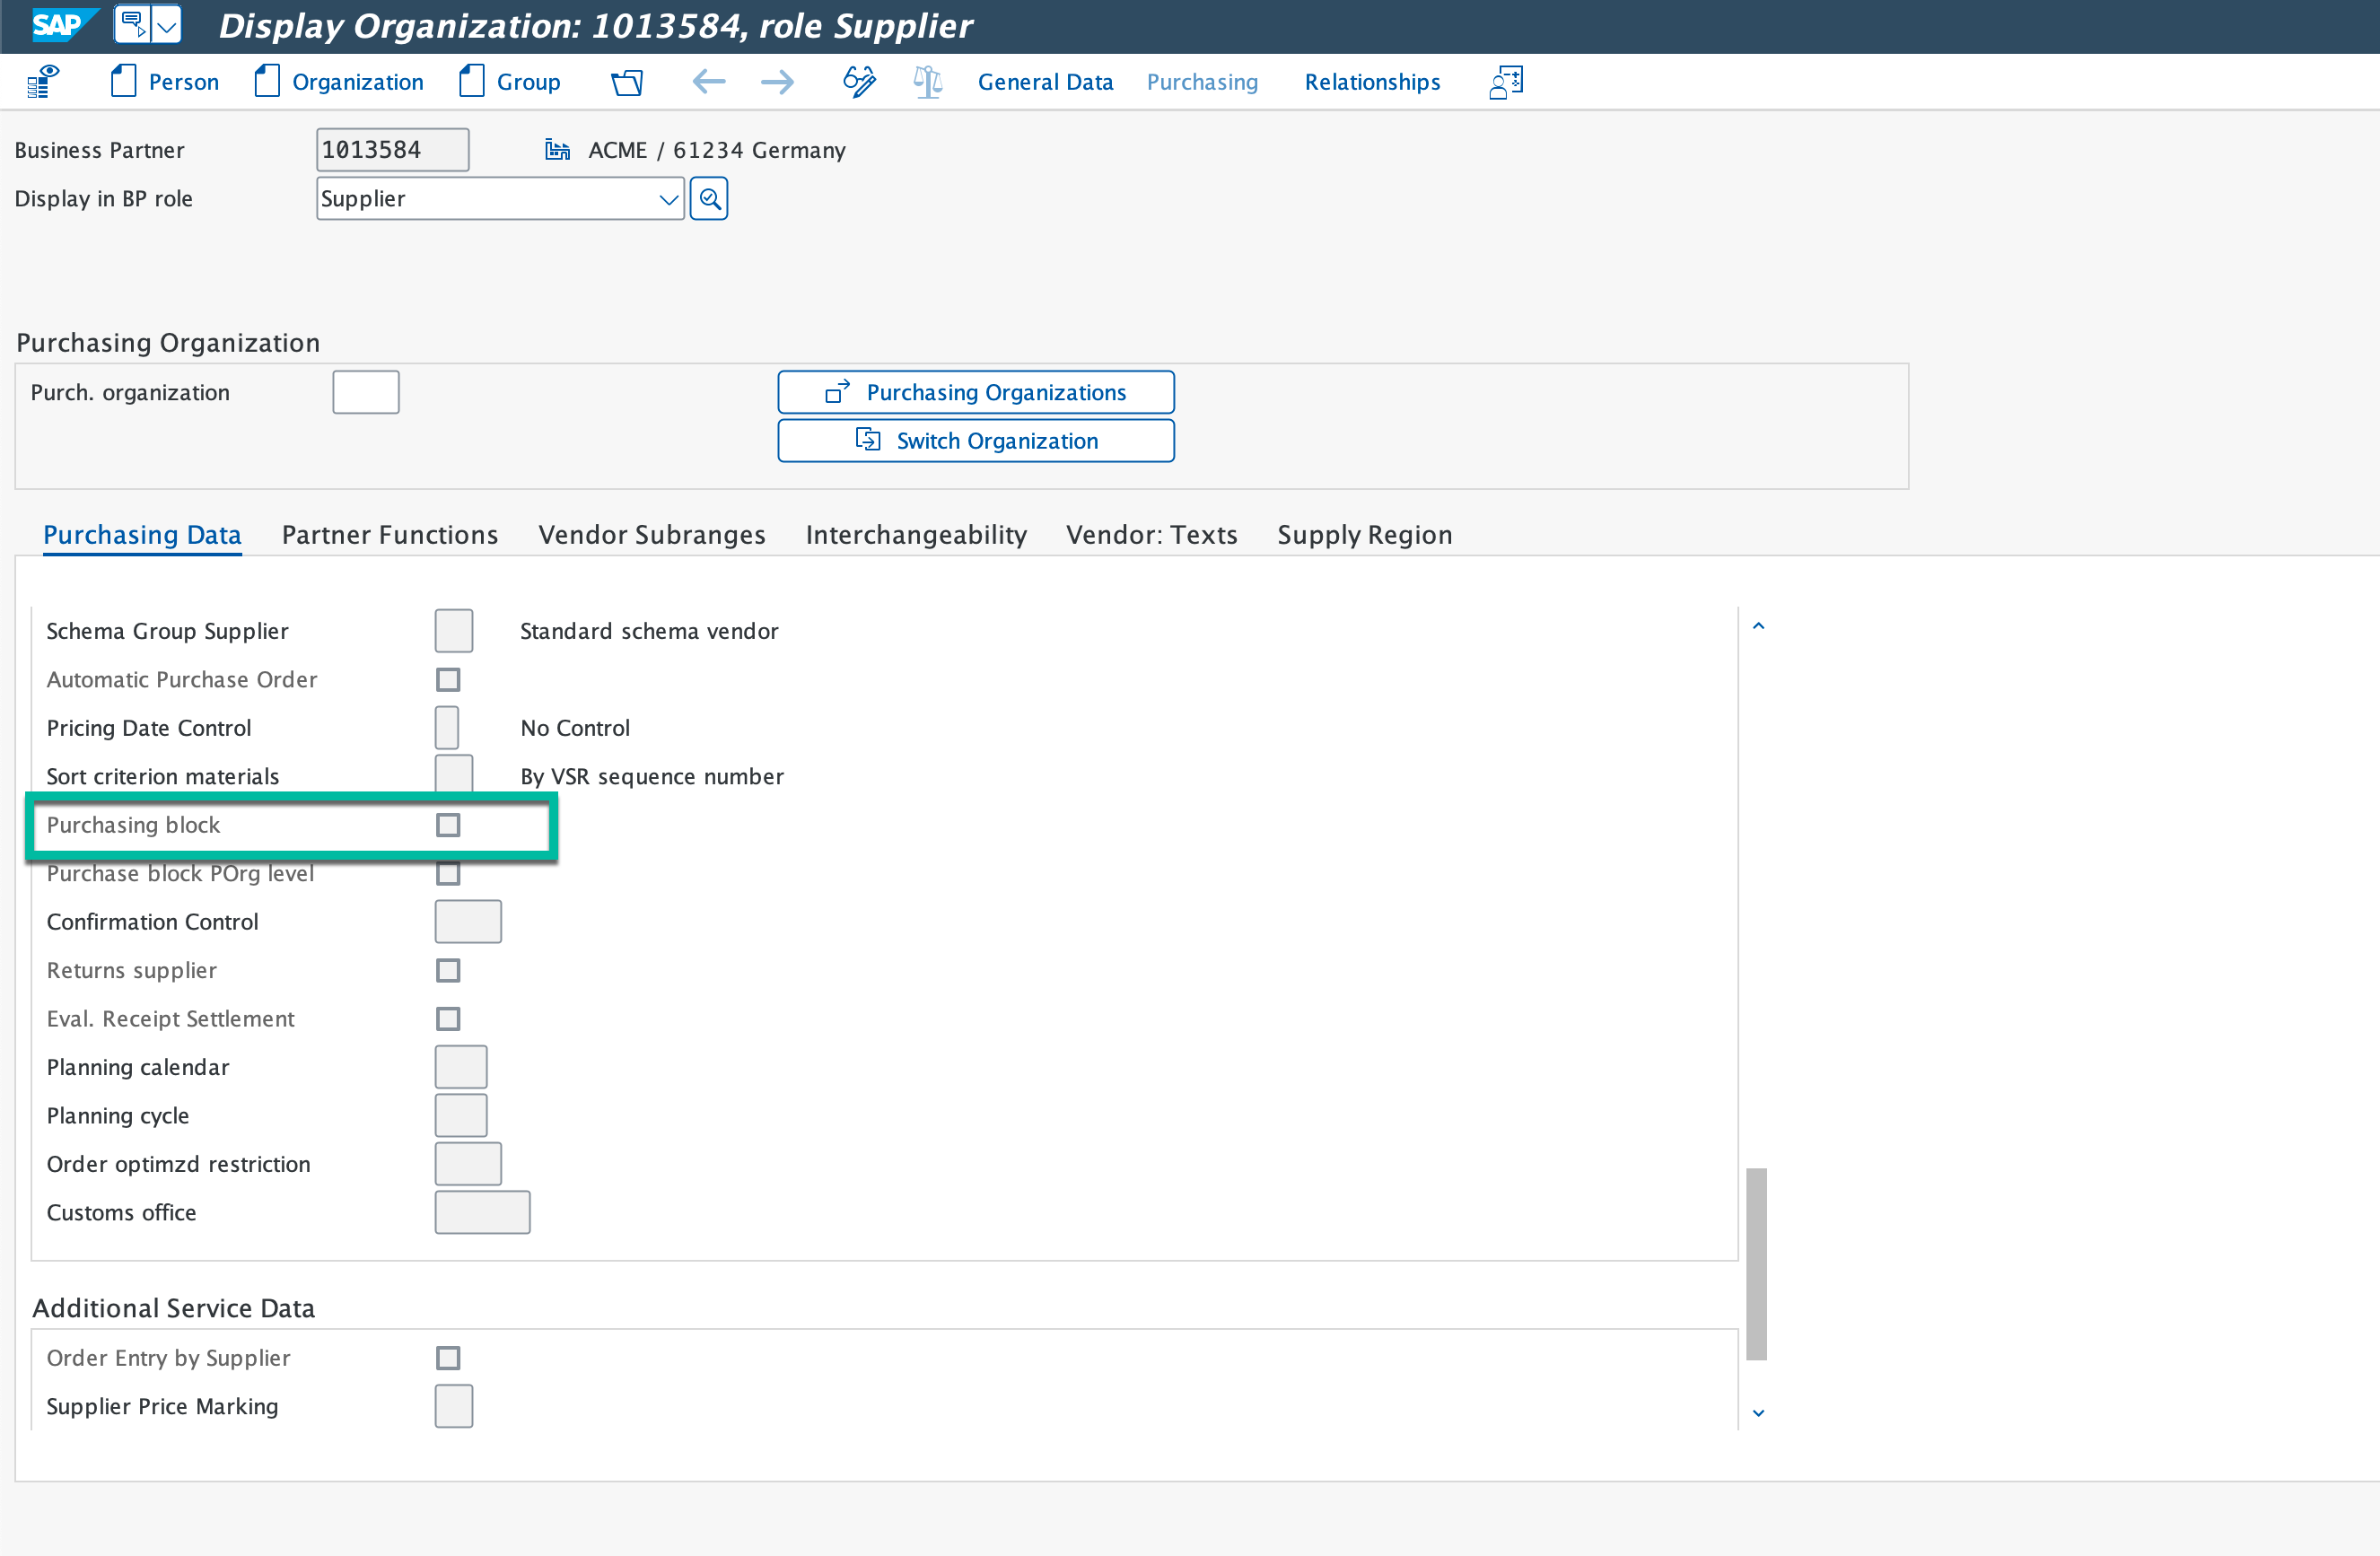 SAP Display Organization: 1013584, role Supplier
Person Organization Group General Data Purchasing Relationships
Business Partner 1013584 ACME / 61234 Germany
Display in BP role Supplier
Purchasing Organization
Purch. organization Purchasing Organizations
Switch Organization
Purchasing Data Partner Functions Vendor Subranges Interchangeability Vendor: Texts Supply Region
Schema Group Supplier Standard schema vendor
Automatic Purchase Order
Pricing Date Control No Control
Sort criterion materials By VSR sequence number
Purchasing block
Purchase block POrg level
Confirmation Control
Returns supplier
Eval. Receipt Settlement
Planning calendar
Planning cycle
Order optimzd restriction
Customs office
Additional Service Data
Order Entry by Supplier
Supplier Price Marking